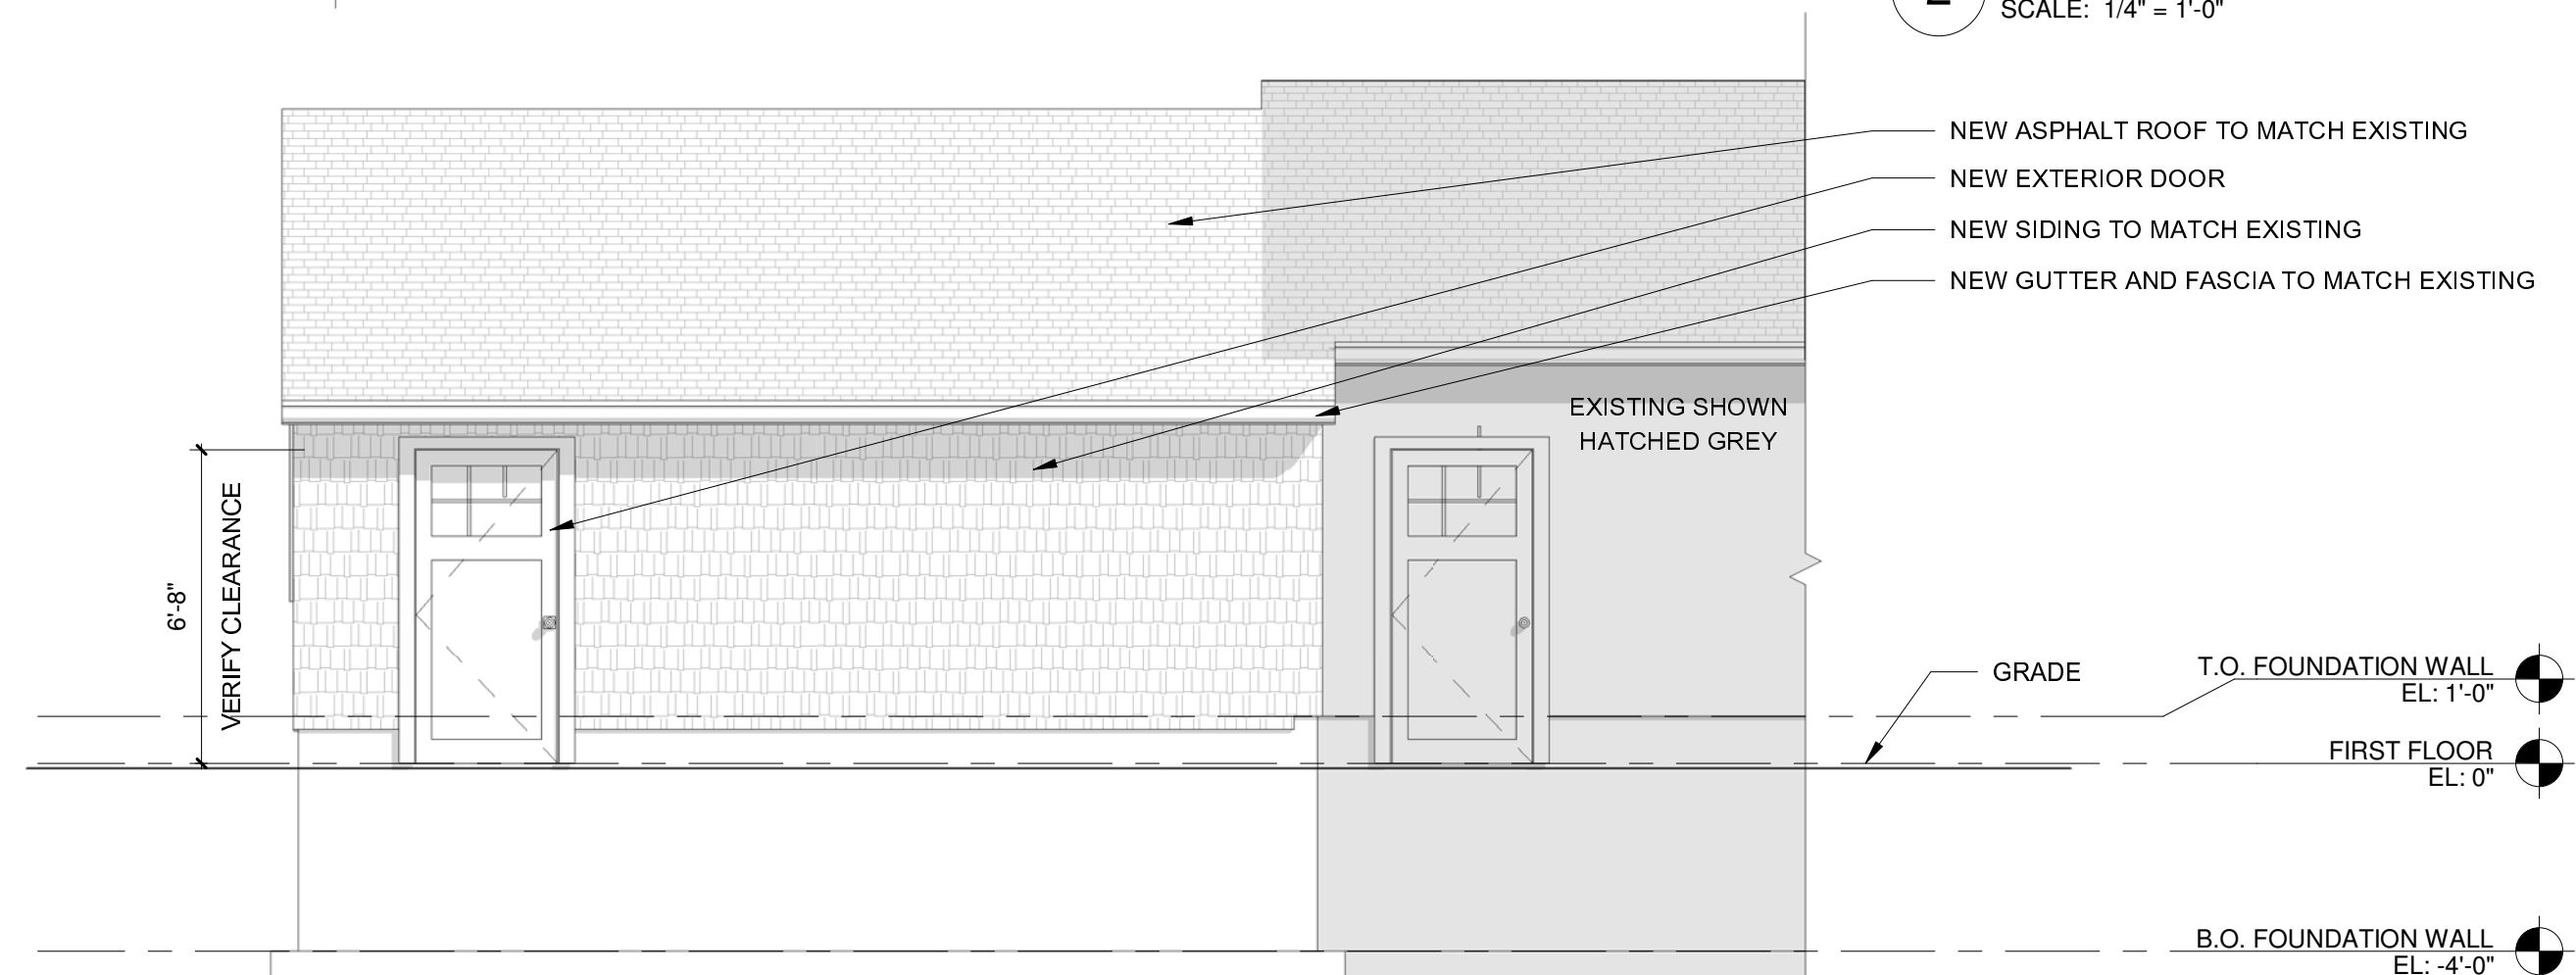 SCALE: 1/4" = 1'-0"
NEW ASPHALT ROOF TO MATCH EXISTING
NEW EXTERIOR DOOR
NEW SIDING TO MATCH EXISTING
NEW GUTTER AND FASCIA TO MATCH EXISTING
EXISTING SHOWN
HATCHED GREY
6'-8"
VERIFY CLEARANCE
GRADE
T.O. FOUNDATION WALL
EL: 1'-0"
FIRST FLOOR
EL: 0"
B.O. FOUNDATION WALL
EL: -4'-0"